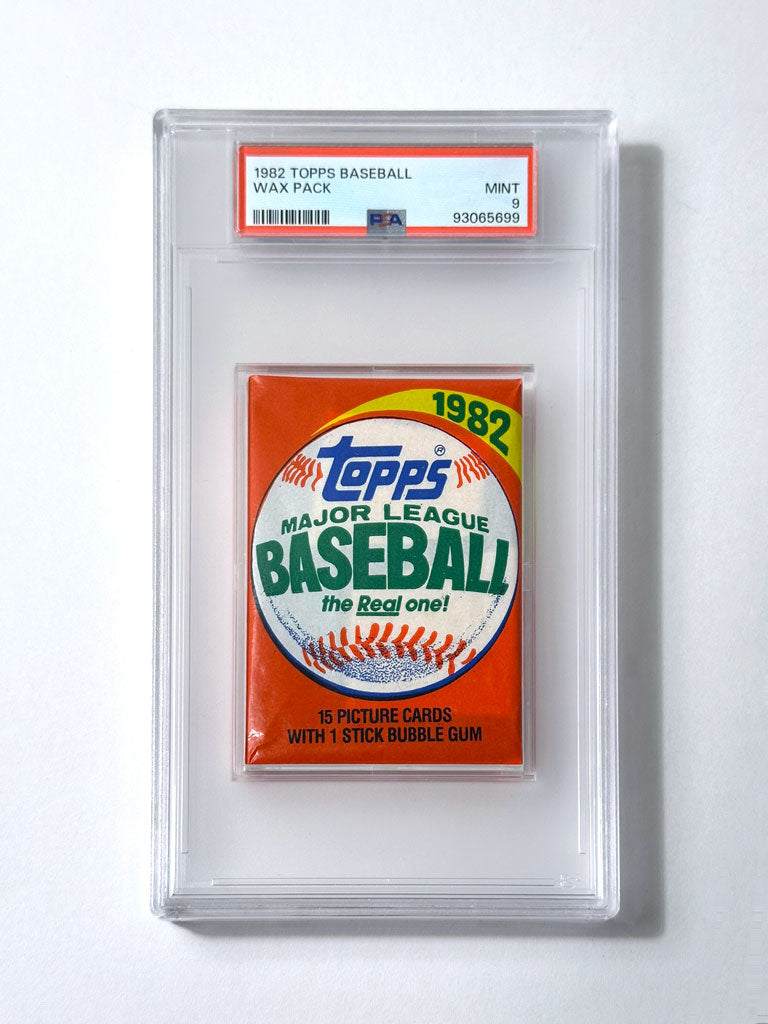 1982 TOPPS BASEBALL
WAX PACK MINT
9
PSA 93065699
1982
Topps ®
MAJOR LEAGUE
BASEBALL
the Real one!
15 PICTURE CARDS
WITH 1 STICK BUBBLE GUM